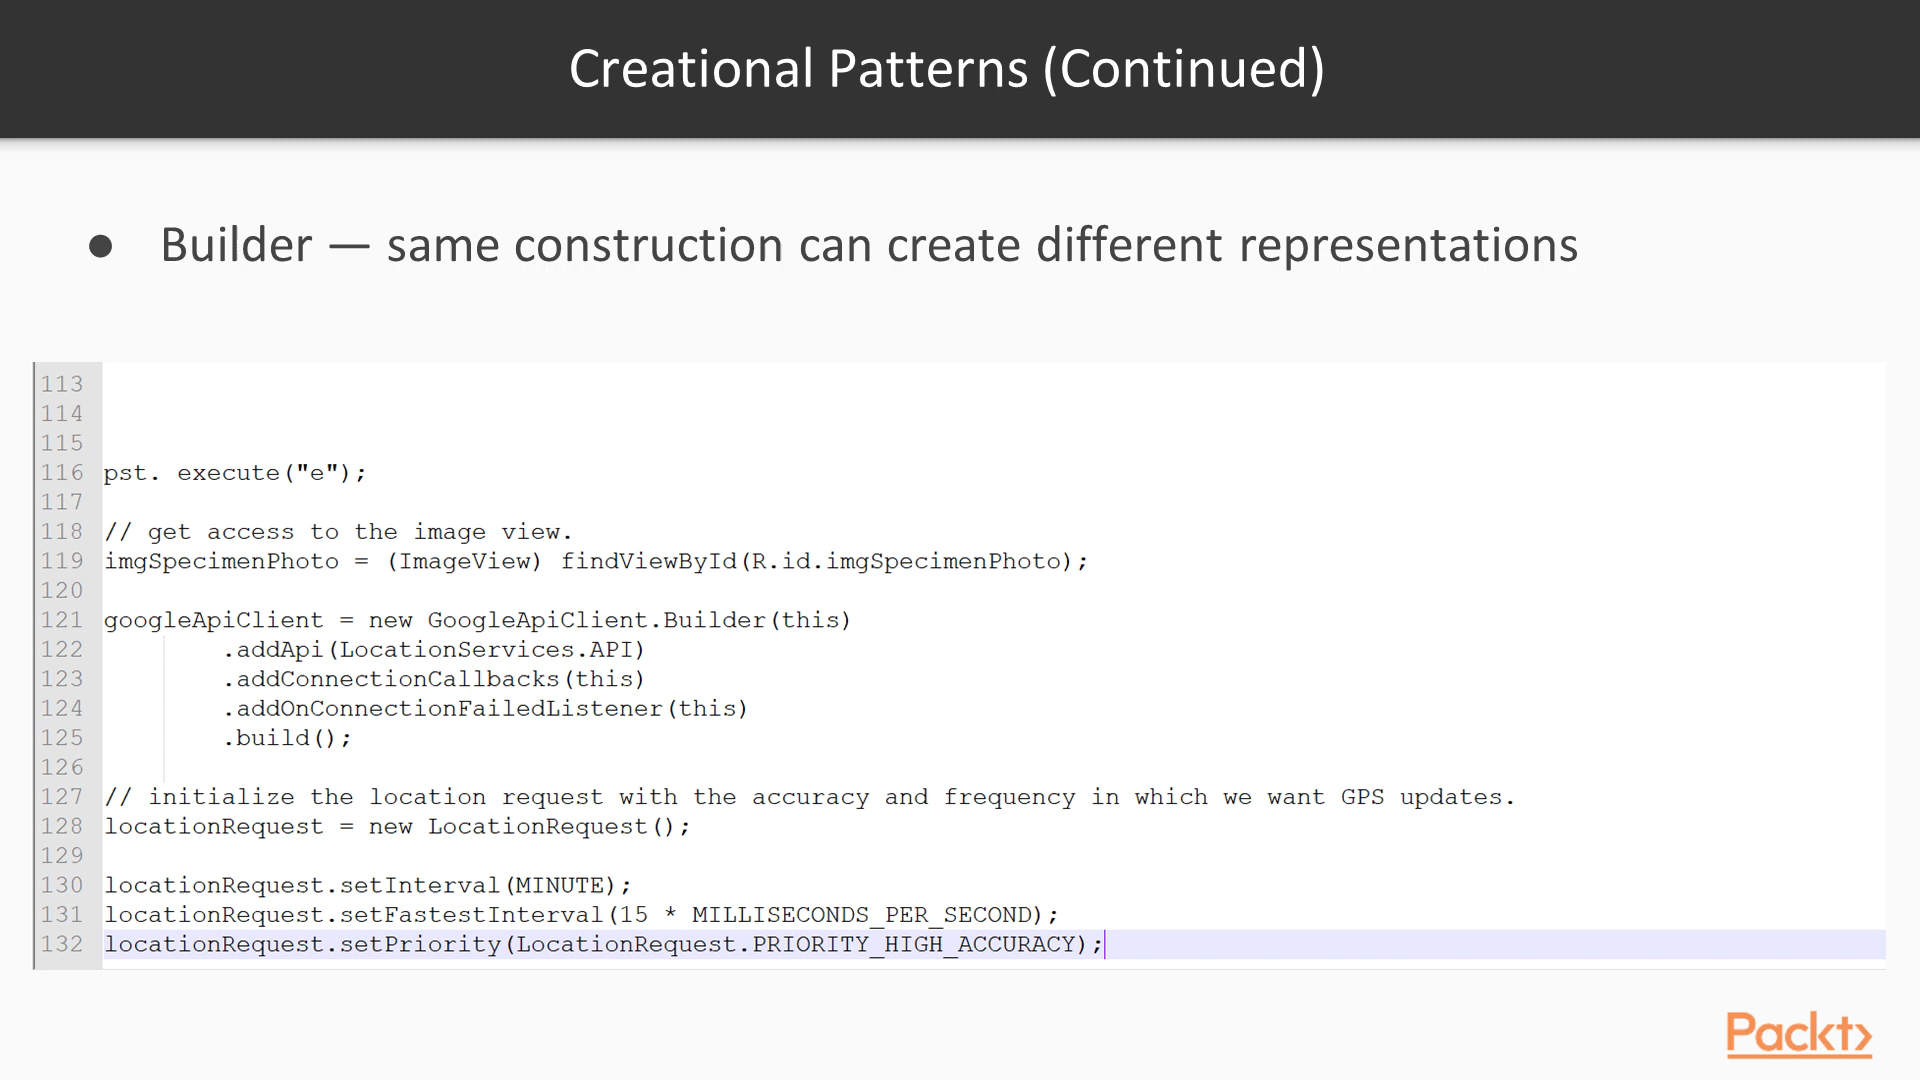 Creational Patterns (Continued)
● Builder — same construction can create different representations
113
114
115
116 pst. execute("e");
117
118 // get access to the image view.
119 imgSpecimenPhoto = (ImageView) findViewById(R.id.imgSpecimenPhoto);
120
121 googleApiClient = new GoogleApiClient.Builder(this)
122         .addApi(LocationServices.API)
123         .addConnectionCallbacks(this)
124         .addOnConnectionFailedListener(this)
125         .build();
126
127 // initialize the location request with the accuracy and frequency in which we want GPS updates.
128 locationRequest = new LocationRequest();
129
130 locationRequest.setInterval(MINUTE);
131 locationRequest.setFastestInterval(15 * MILLISECONDS_PER_SECOND);
132 locationRequest.setPriority(LocationRequest.PRIORITY_HIGH_ACCURACY);
Packt>